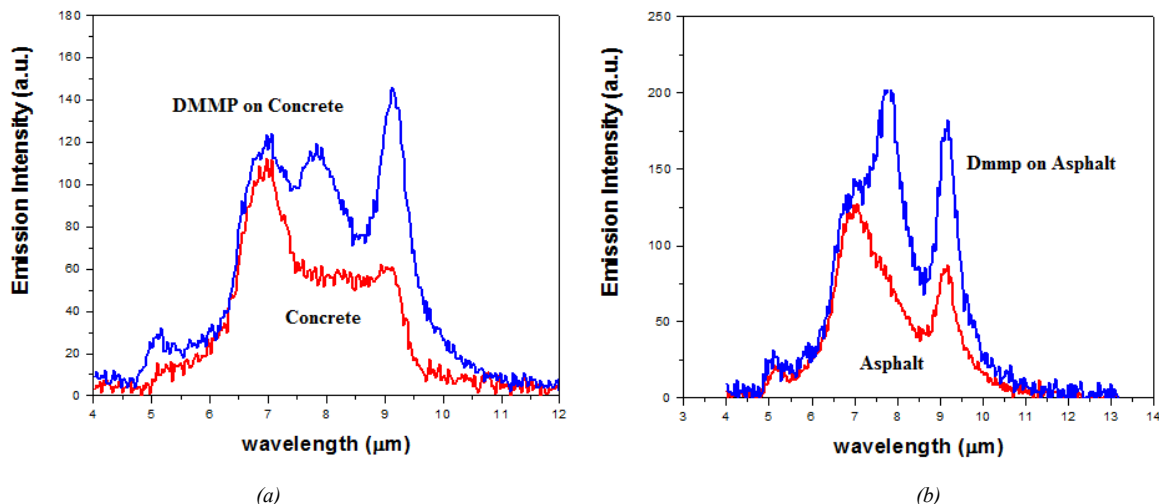 180
160
140
120
100
80
60
40
20
0
Emission Intensity (a.u.)
DMMP on Concrete
Concrete
4 5 6 7 8 9 10 11 12
wavelength (μm)
(a)
250
200
150
100
50
0
Emission Intensity (a.u.)
Dmmp on Asphalt
Asphalt
3 4 5 6 7 8 9 10 11 12 13 14
wavelength (μm)
(b)